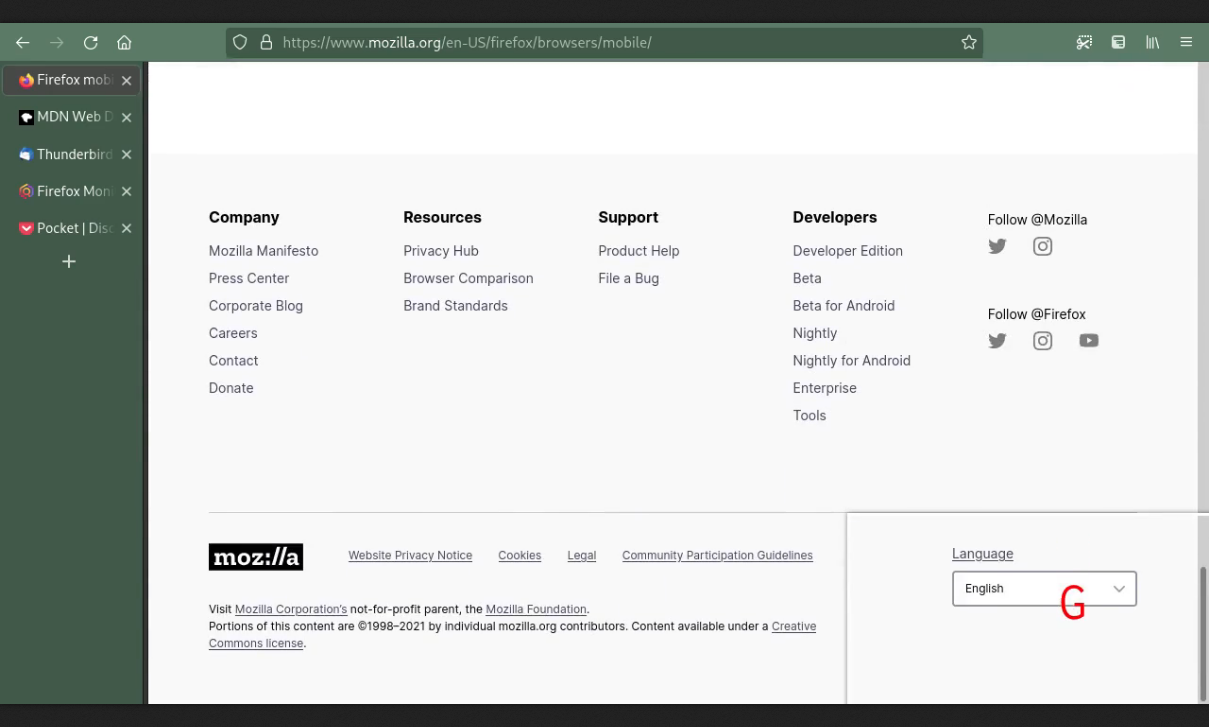 https://www.mozilla.org/en-US/firefox/browsers/mobile/
Firefox mobi
MDN Web D
Thunderbird
Firefox Moni
Pocket | Disc
Company
Mozilla Manifesto
Press Center
Corporate Blog
Careers
Contact
Donate
Resources
Privacy Hub
Browser Comparison
Brand Standards
Support
Product Help
File a Bug
Developers
Developer Edition
Beta
Beta for Android
Nightly
Nightly for Android
Enterprise
Tools
Follow @Mozilla
Follow @Firefox
moz://a
Website Privacy Notice Cookies Legal Community Participation Guidelines
Visit Mozilla Corporation's not-for-profit parent, the Mozilla Foundation.
Portions of this content are ©1998–2021 by individual mozilla.org contributors. Content available under a Creative
Commons license.
Language
English
G